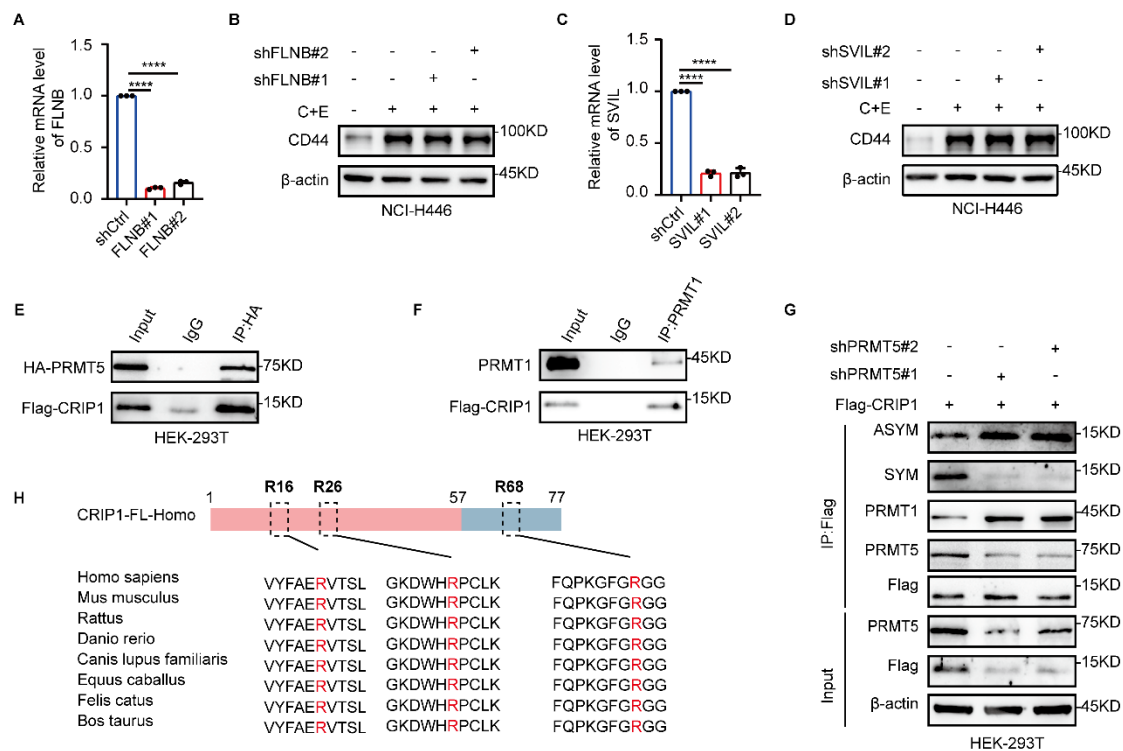 A
Relative mRNA level
of FLNB
1.5
1.0
0.5
0.0
****
****
shCtrl
FLNB#1
FLNB#2
B
shFLNB#2 - - - +
shFLNB#1 - - + -
C+E - + + +
CD44
100KD
β-actin
45KD
NCI-H446
C
Relative mRNA level
of SVIL
1.5
1.0
0.5
0.0
****
****
shCtrl
SVIL#1
SVIL#2
D
shSVIL#2 - - - +
shSVIL#1 - - + -
C+E - + + +
CD44
100KD
β-actin
45KD
NCI-H446
E
Input IgG IP:HA
HA-PRMT5
75KD
Flag-CRIP1
15KD
HEK-293T
F
Input IgG IP:PRMT1
PRMT1
45KD
Flag-CRIP1
15KD
HEK-293T
G
shPRMT5#2 - - +
shPRMT5#1 - + -
Flag-CRIP1 + + +
IP:Flag
ASYM
15KD
SYM
15KD
PRMT1
45KD
PRMT5
75KD
Flag
15KD
Input
PRMT5
75KD
Flag
15KD
β-actin
45KD
HEK-293T
H
1 R16 R26 57 R68 77
CRIP1-FL-Homo
Homo sapiens VYFAERVTSL GKDWHRPCLK FQPKGFGRGG
Mus musculus VYFAERVTSL GKDWHRPCLK FQPKGFGRGG
Rattus VYFAERVTSL GKDWHRPCLK FQPKGFGRGG
Danio rerio VYFAERVTSL GKDWHRPCLK FQPKGFGRGG
Canis lupus familiaris VYFAERVTSL GKDWHRPCLK FQPKGFGRGG
Equus caballus VYFAERVTSL GKDWHRPCLK FQPKGFGRGG
Felis catus VYFAERVTSL GKDWHRPCLK FQPKGFGRGG
Bos taurus VYFAERVTSL GKDWHRPCLK FQPKGFGRGG